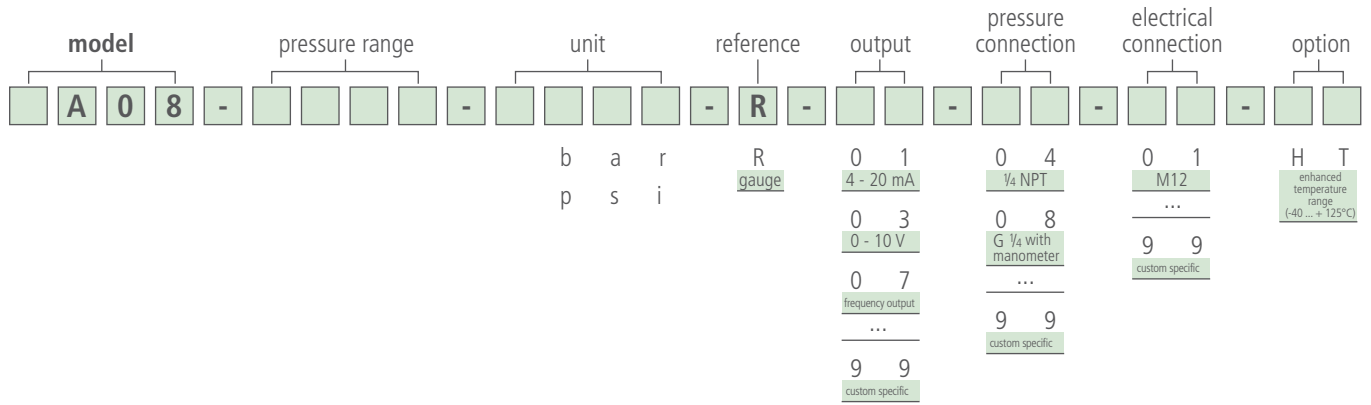 model pressure range unit reference output pressure connection electrical connection option
A 0 8 - - - R - - - -
b a r R 0 1 0 4 0 1 H T
gauge 4 - 20 mA ¼ NPT M12 enhanced temperature range (-40 ... + 125°C)
p s i
...
0 3 0 8
0 - 10 V G ¼ with manometer
9 9
custom specific
0 7
frequency output
...
...
9 9
custom specific
9 9
custom specific